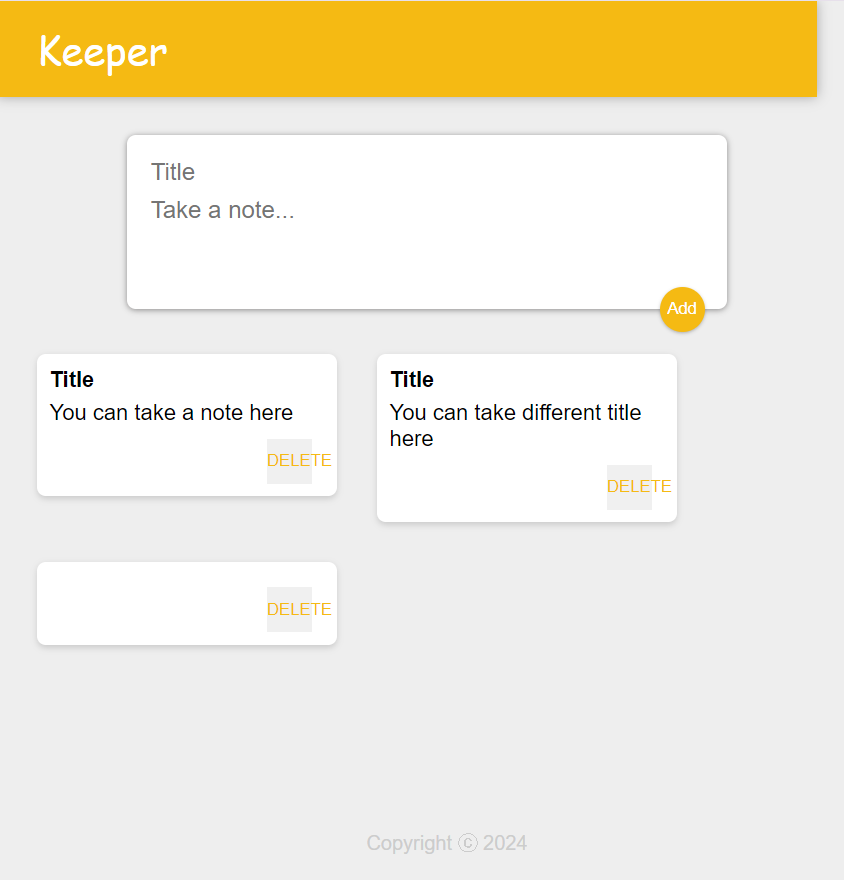 Keeper
Title
Take a note...
Add
Title
You can take a note here
DELETE
Title
You can take different title
here
DELETE
DELETE
Copyright ⓒ 2024